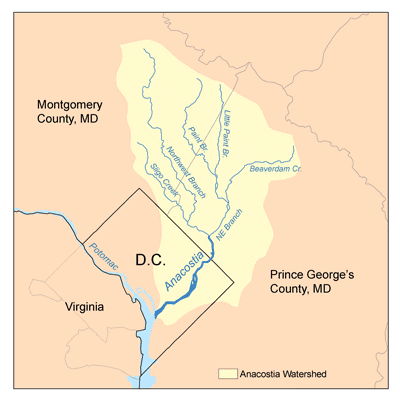 Montgomery
County, MD
Paint Br.
Little Paint Br.
Northwest Branch
Sligo Creek
Beaverdam Cr.
NE Branch
Potomac
D.C.
Anacostia
Prince George's
County, MD
Virginia
Anacostia Watershed